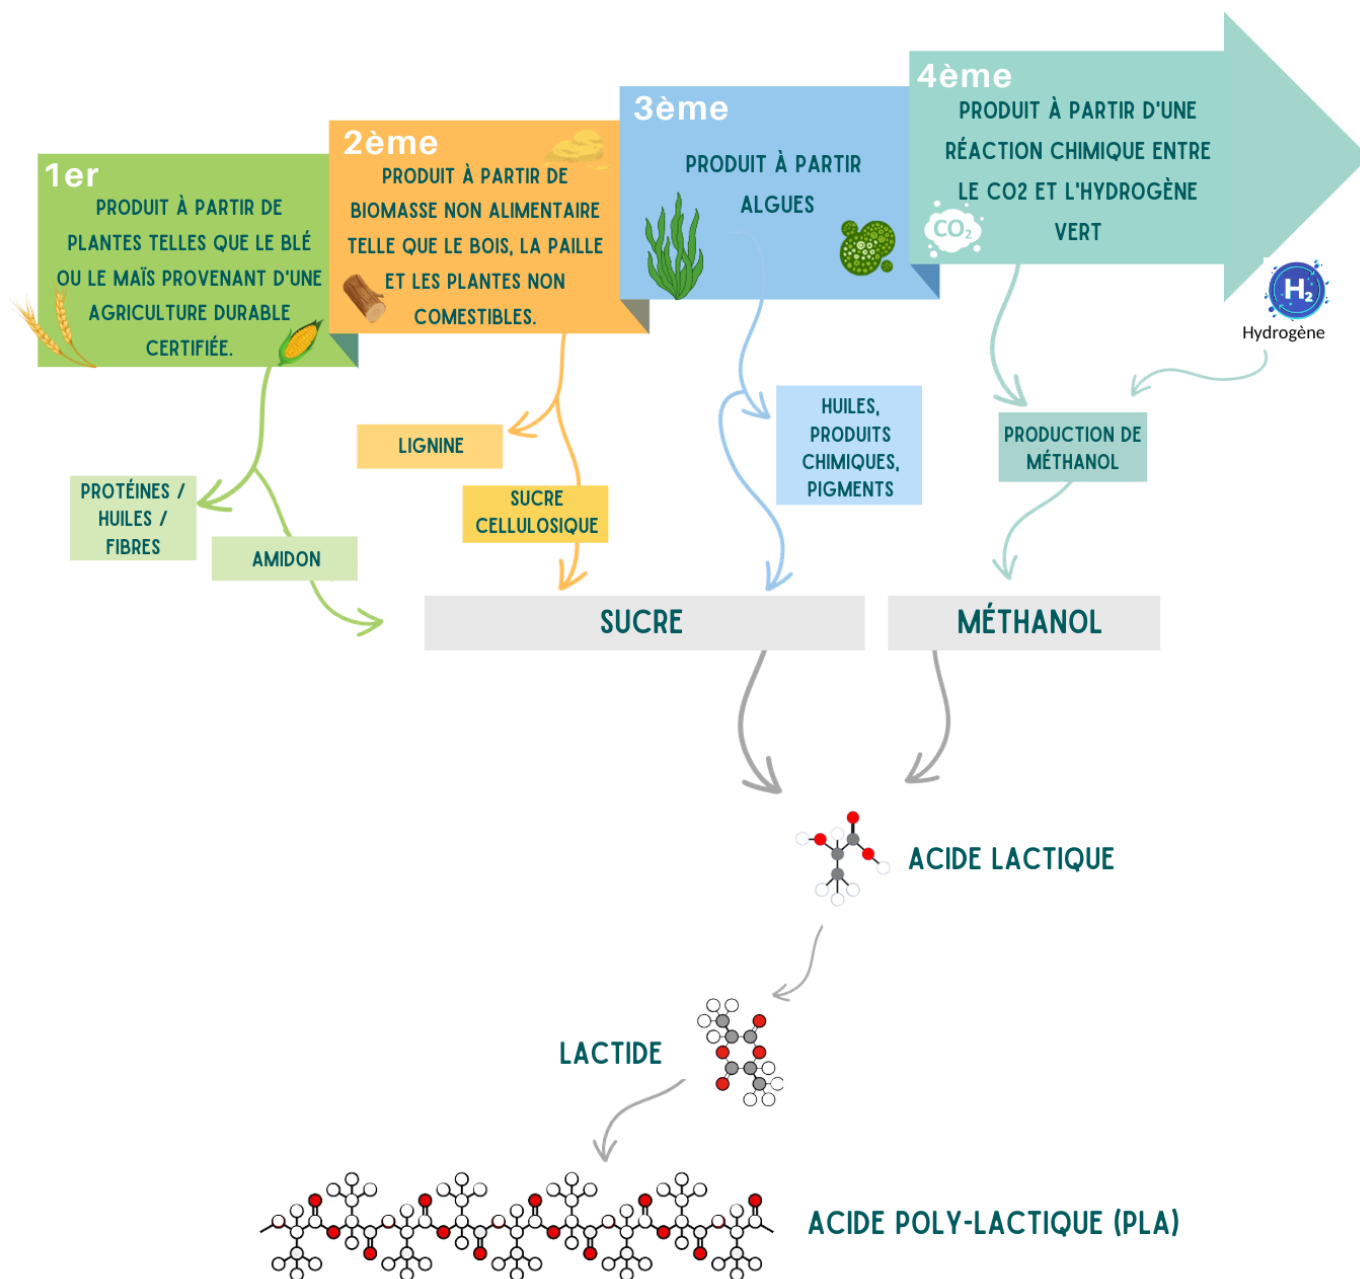 1er
PRODUIT À PARTIR DE
PLANTES TELLES QUE LE BLÉ
OU LE MAÏS PROVENANT D'UNE
AGRICULTURE DURABLE
CERTIFIÉE.
2ème
PRODUIT À PARTIR DE
BIOMASSE NON ALIMENTAIRE
TELLE QUE LE BOIS, LA PAILLE
ET LES PLANTES NON
COMESTIBLES.
3ème
PRODUIT À PARTIR
ALGUES
4ème
PRODUIT À PARTIR D'UNE
RÉACTION CHIMIQUE ENTRE
LE CO2 ET L'HYDROGÈNE
VERT
CO₂
H₂
Hydrogène
PROTÉINES /
HUILES /
FIBRES
AMIDON
LIGNINE
SUCRE
CELLULOSIQUE
HUILES,
PRODUITS
CHIMIQUES,
PIGMENTS
PRODUCTION DE
MÉTHANOL
SUCRE
MÉTHANOL
ACIDE LACTIQUE
LACTIDE
ACIDE POLY-LACTIQUE (PLA)